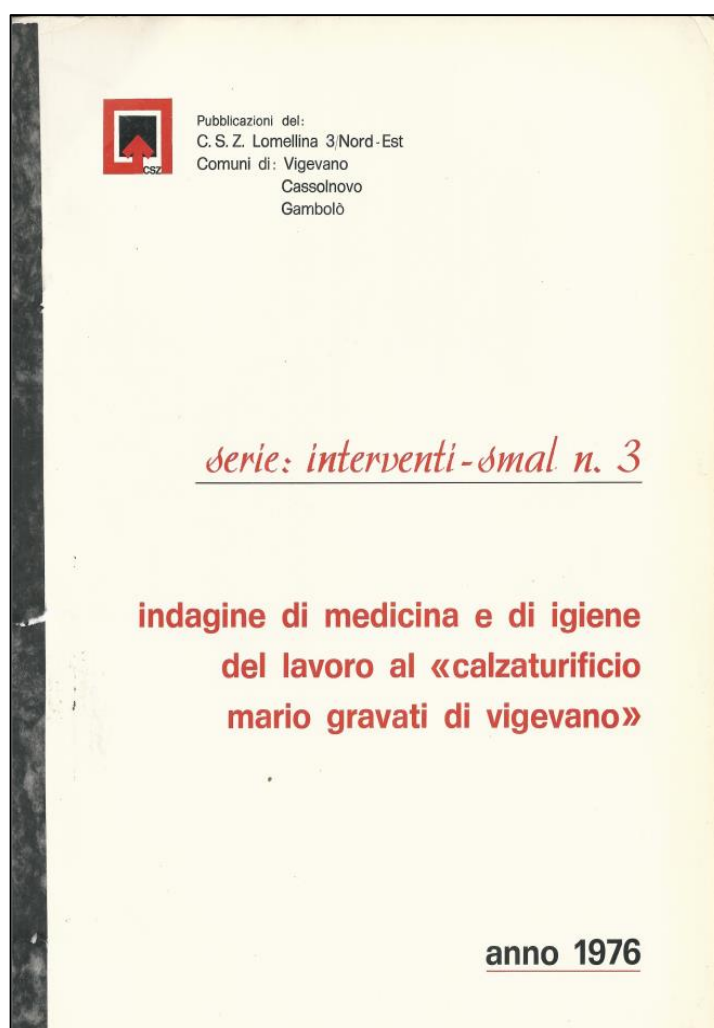 CSZ
Pubblicazioni del:
C. S. Z. Lomellina 3/Nord-Est
Comuni di: Vigevano
Cassolnovo
Gambolò
serie: interventi-smal n. 3
indagine di medicina e di igiene
del lavoro al «calzaturificio
mario gravati di vigevano»
anno 1976